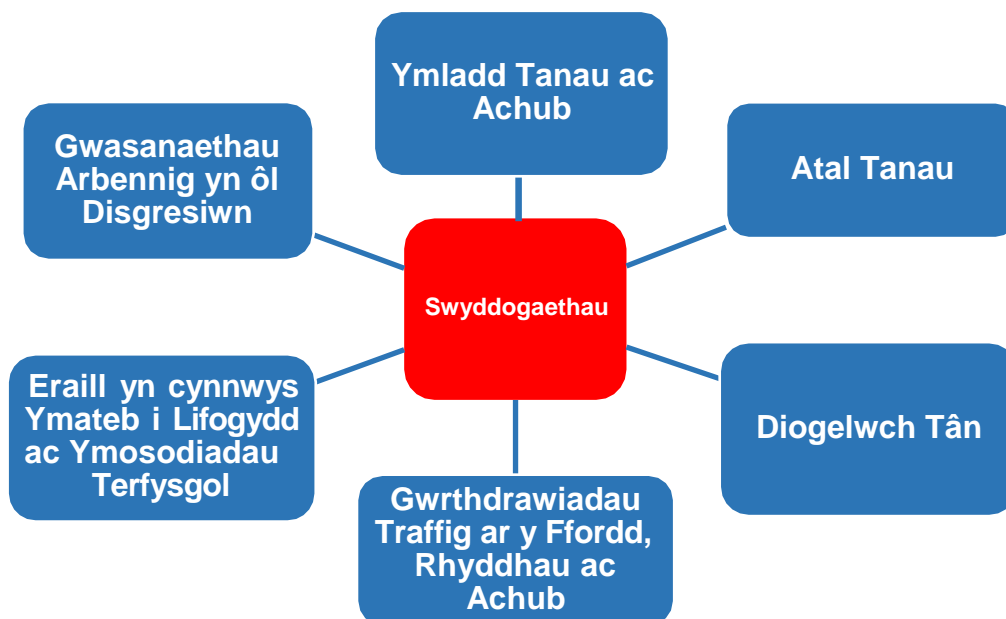 Ymladd Tanau ac
Achub
Gwasanaethau
Arbennig yn ôl
Disgresiwn
Atal Tanau
Swyddogaethau
Eraill yn cynnwys
Ymateb i Lifogydd
ac Ymosodiadau
Terfysgol
Diogelwch Tân
Gwrthdrawiadau
Traffig ar y Ffordd,
Rhyddhau ac
Achub